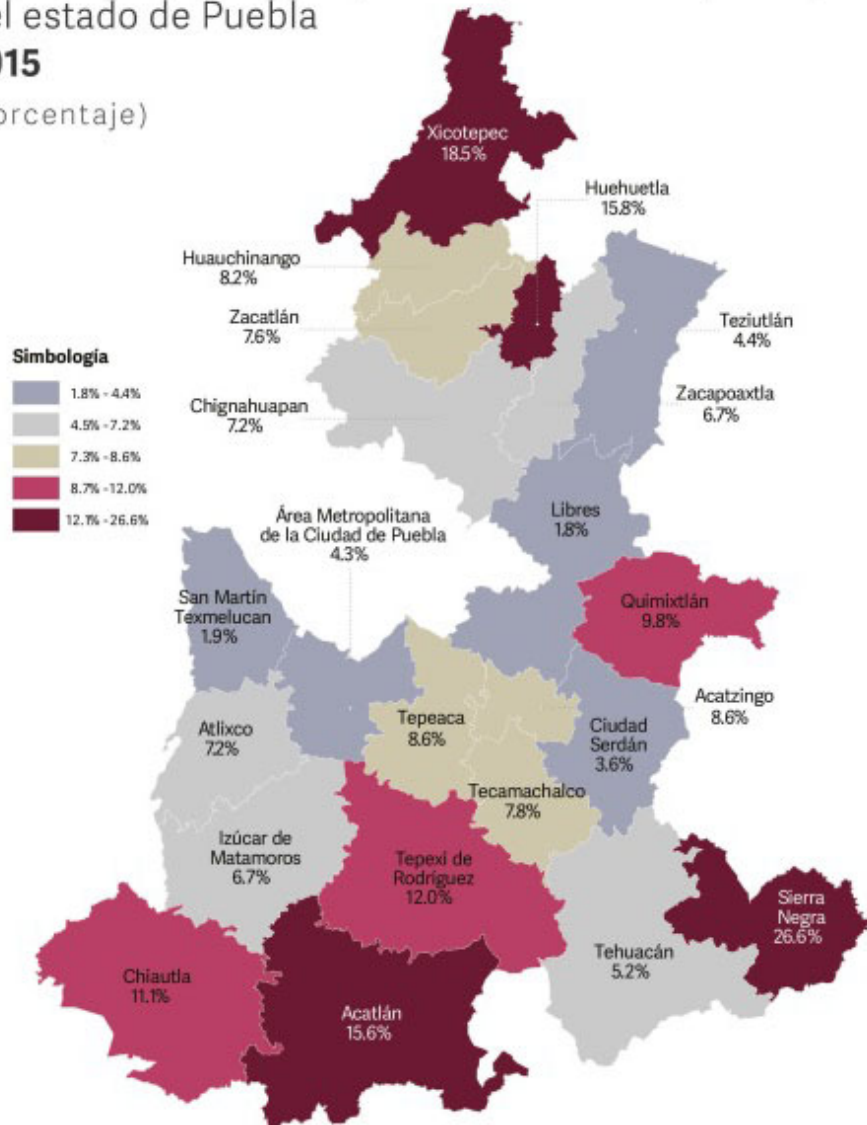 el estado de Puebla
015
orcentaje)
Xicotepec
18.5%
Huehuetla
15.8%
Huauchinango
8.2%
Zacatlán
7.6%
Teziutlán
4.4%
Simbología
1.8% - 4.4%
4.5% - 7.2%
7.3% - 8.6%
8.7% - 12.0%
12.1% - 26.6%
Chignahuapan
7.2%
Zacapoaxtla
6.7%
Área Metropolitana
de la Ciudad de Puebla
4.3%
Libres
1.8%
San Martín
Texmelucan
1.9%
Quimixtlán
9.8%
Acatzingo
8.6%
Atlixco
7.2%
Tepeaca
8.6%
Ciudad
Serdán
3.6%
Tecamachalco
7.8%
Izúcar de
Matamoros
6.7%
Tepexi de
Rodríguez
12.0%
Sierra
Negra
26.6%
Tehuacán
5.2%
Chiautla
11.1%
Acatlán
15.6%